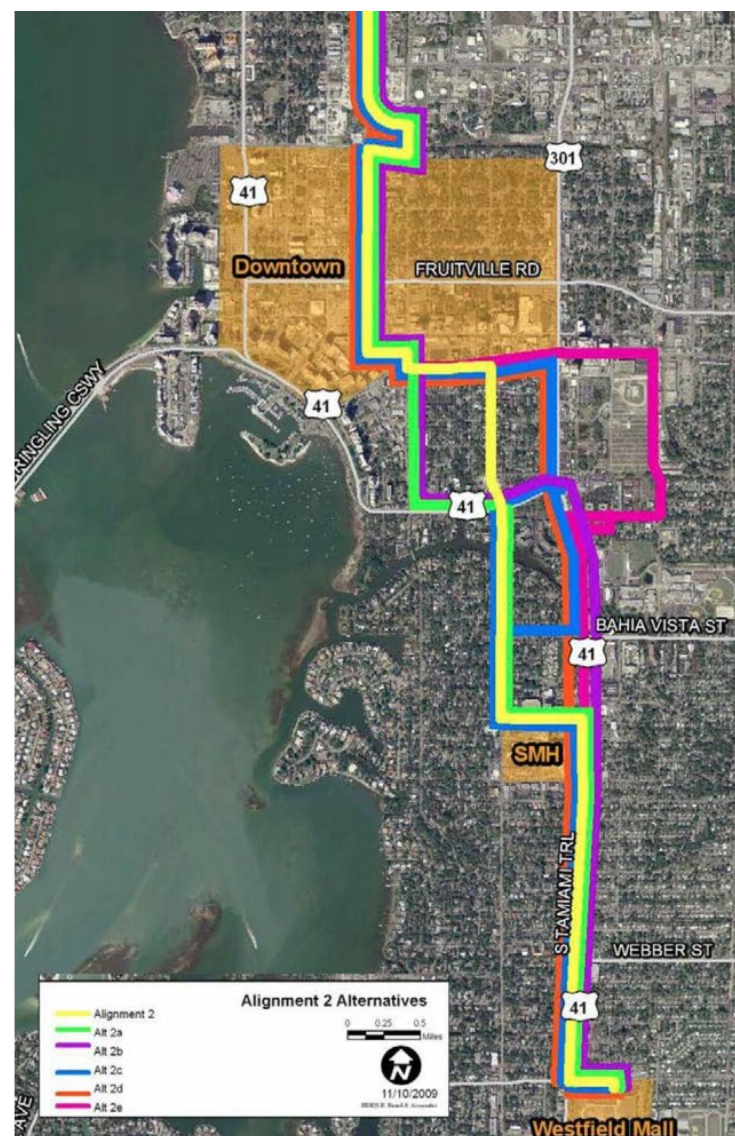 41
301
FRUITVILLE RD
Downtown
RINGLING CSWY
41
41
BAHIA VISTA ST
41
SMH
S TAMIAMI TRL
WEBBER ST
41
Westfield Mall
AVE
Alignment 2 Alternatives
Alignment 2
Alt 2a
Alt 2b
Alt 2c
Alt 2d
Alt 2e
0 0.25 0.5
Miles
N
11/10/2009